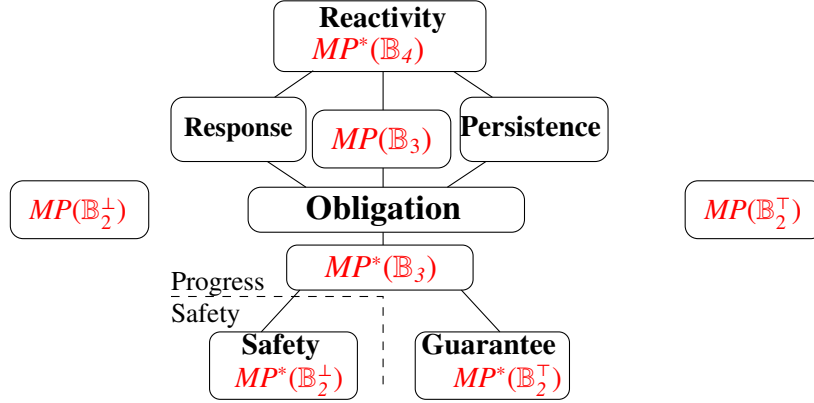 Reactivity
MP*(𝔹₄)
Response
MP(𝔹₃)
Persistence
MP(𝔹₂^⊥)
Obligation
MP(𝔹₂^⊤)
MP*(𝔹₃)
Progress
Safety
Safety
MP*(𝔹₂^⊥)
Guarantee
MP*(𝔹₂^⊤)